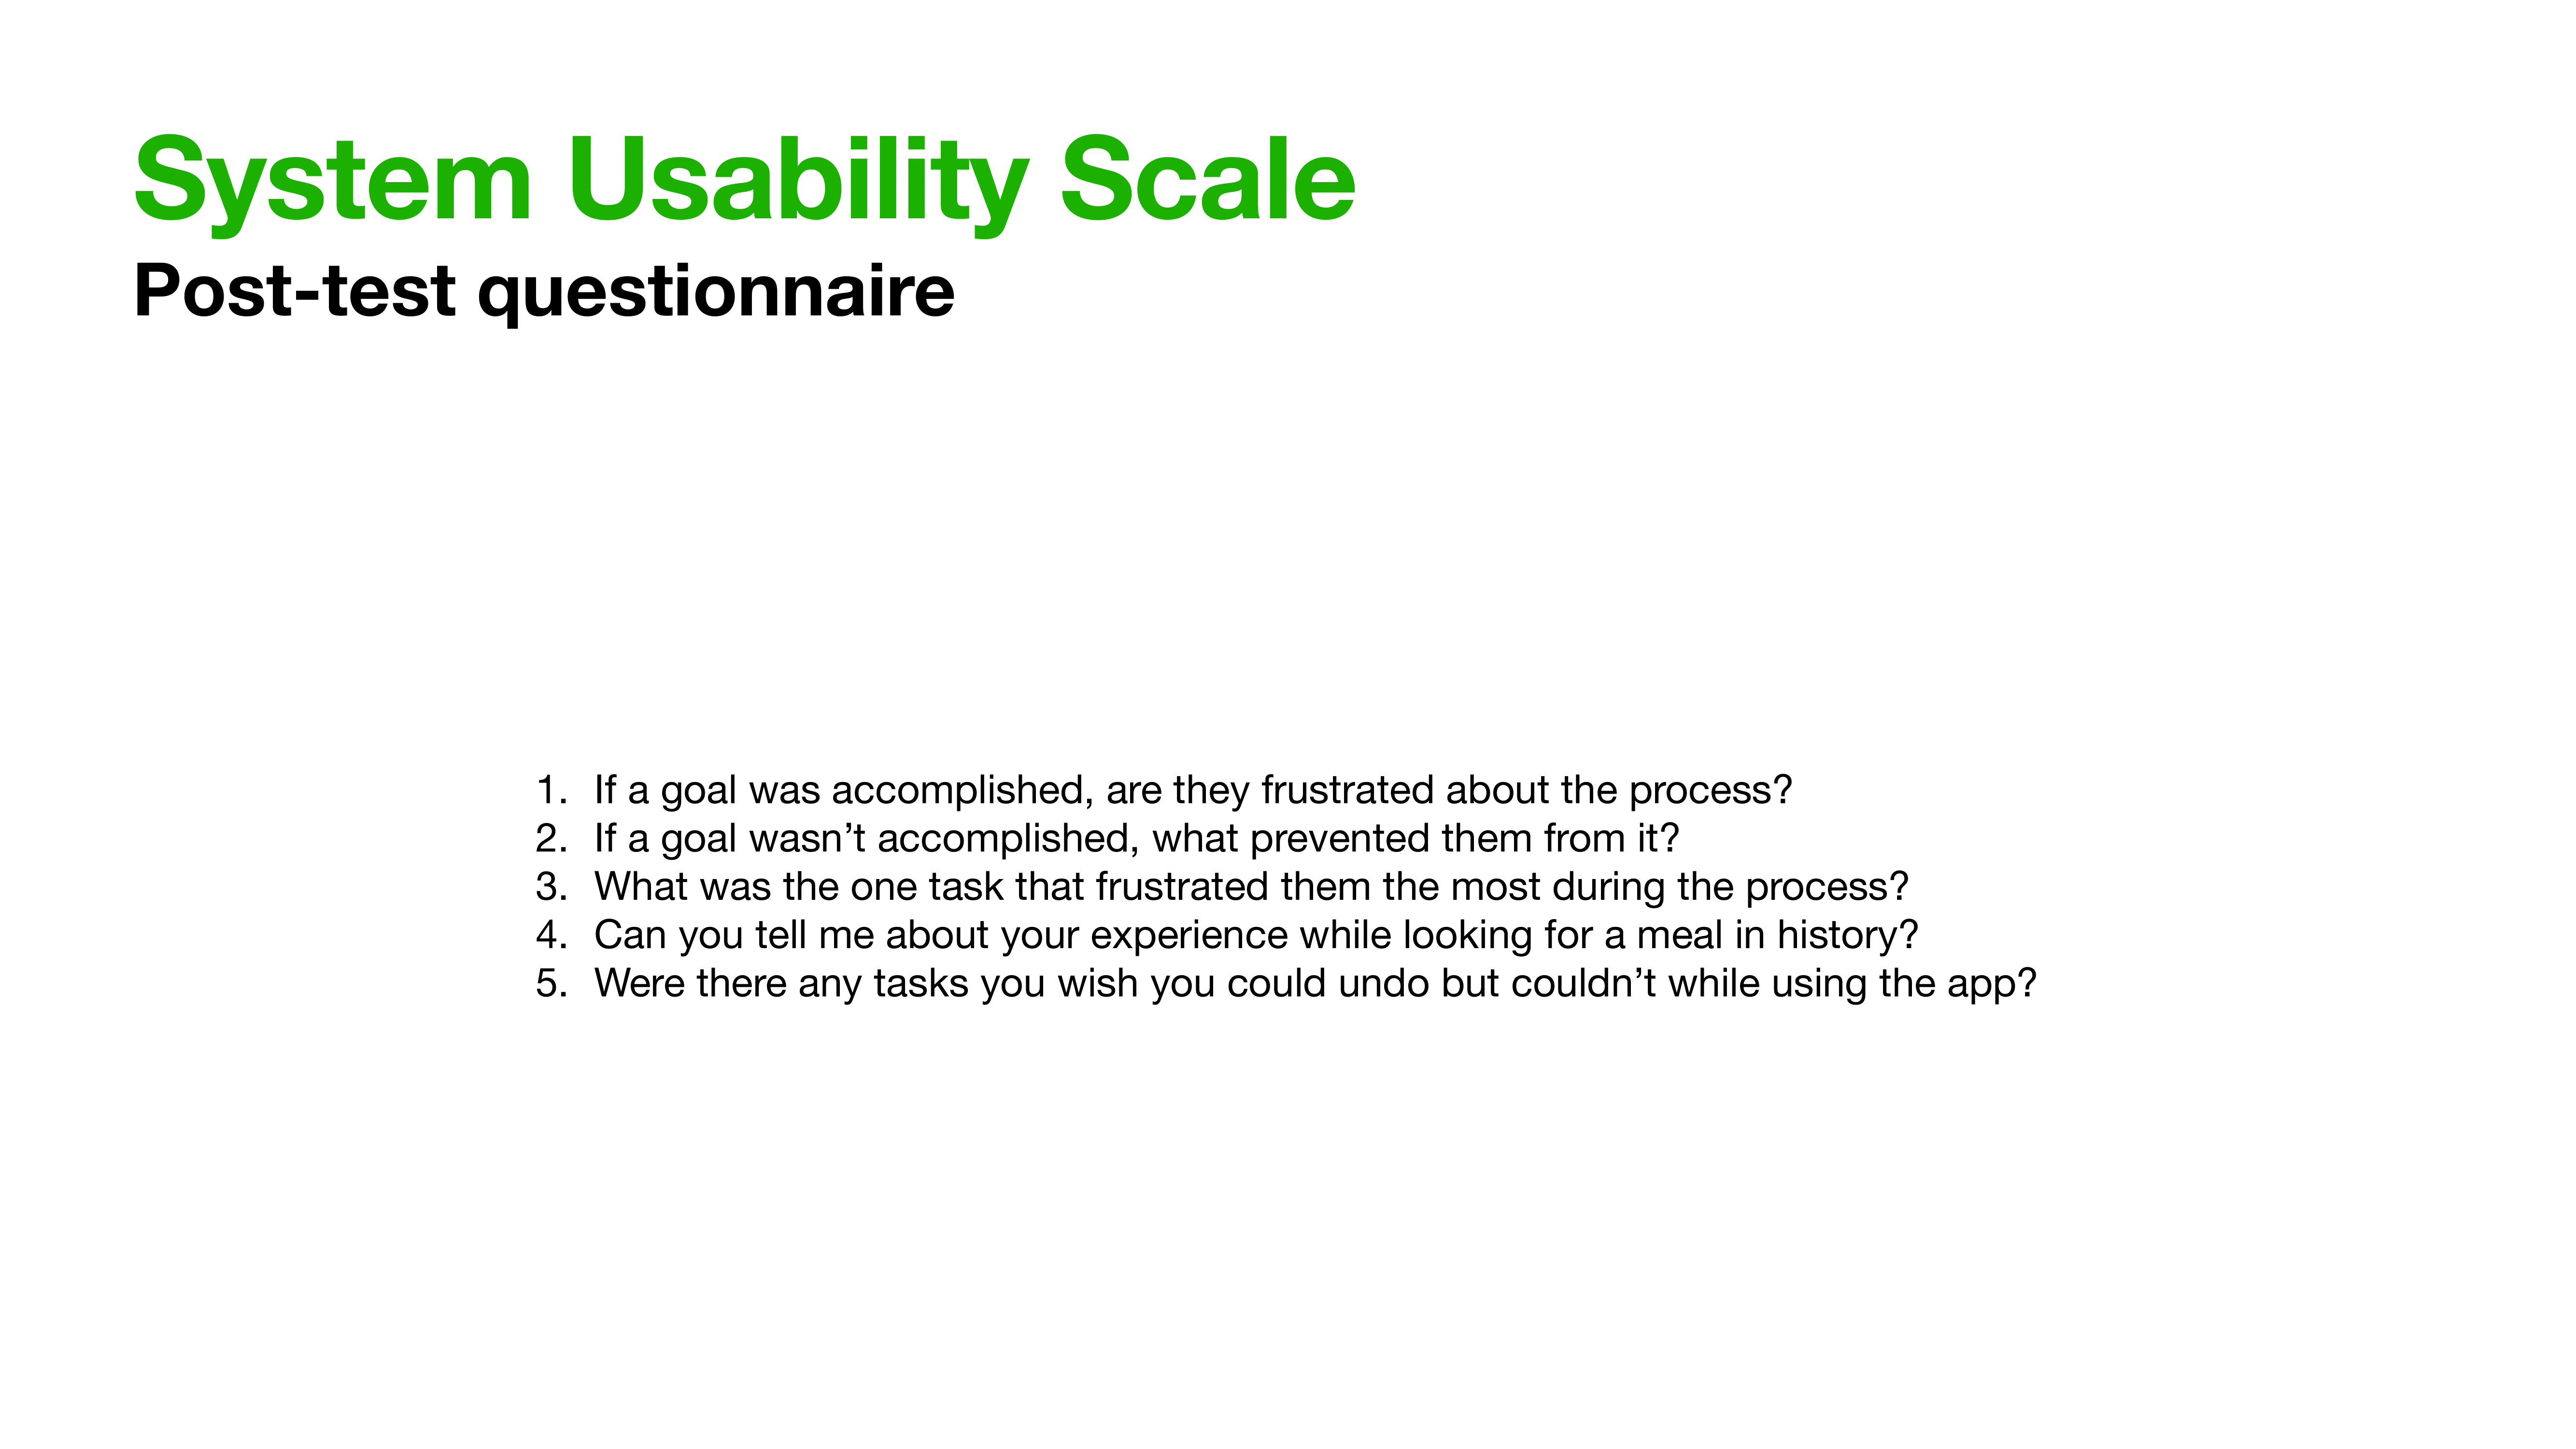 System Usability Scale
Post-test questionnaire
1. If a goal was accomplished, are they frustrated about the process?
2. If a goal wasn’t accomplished, what prevented them from it?
3. What was the one task that frustrated them the most during the process?
4. Can you tell me about your experience while looking for a meal in history?
5. Were there any tasks you wish you could undo but couldn’t while using the app?